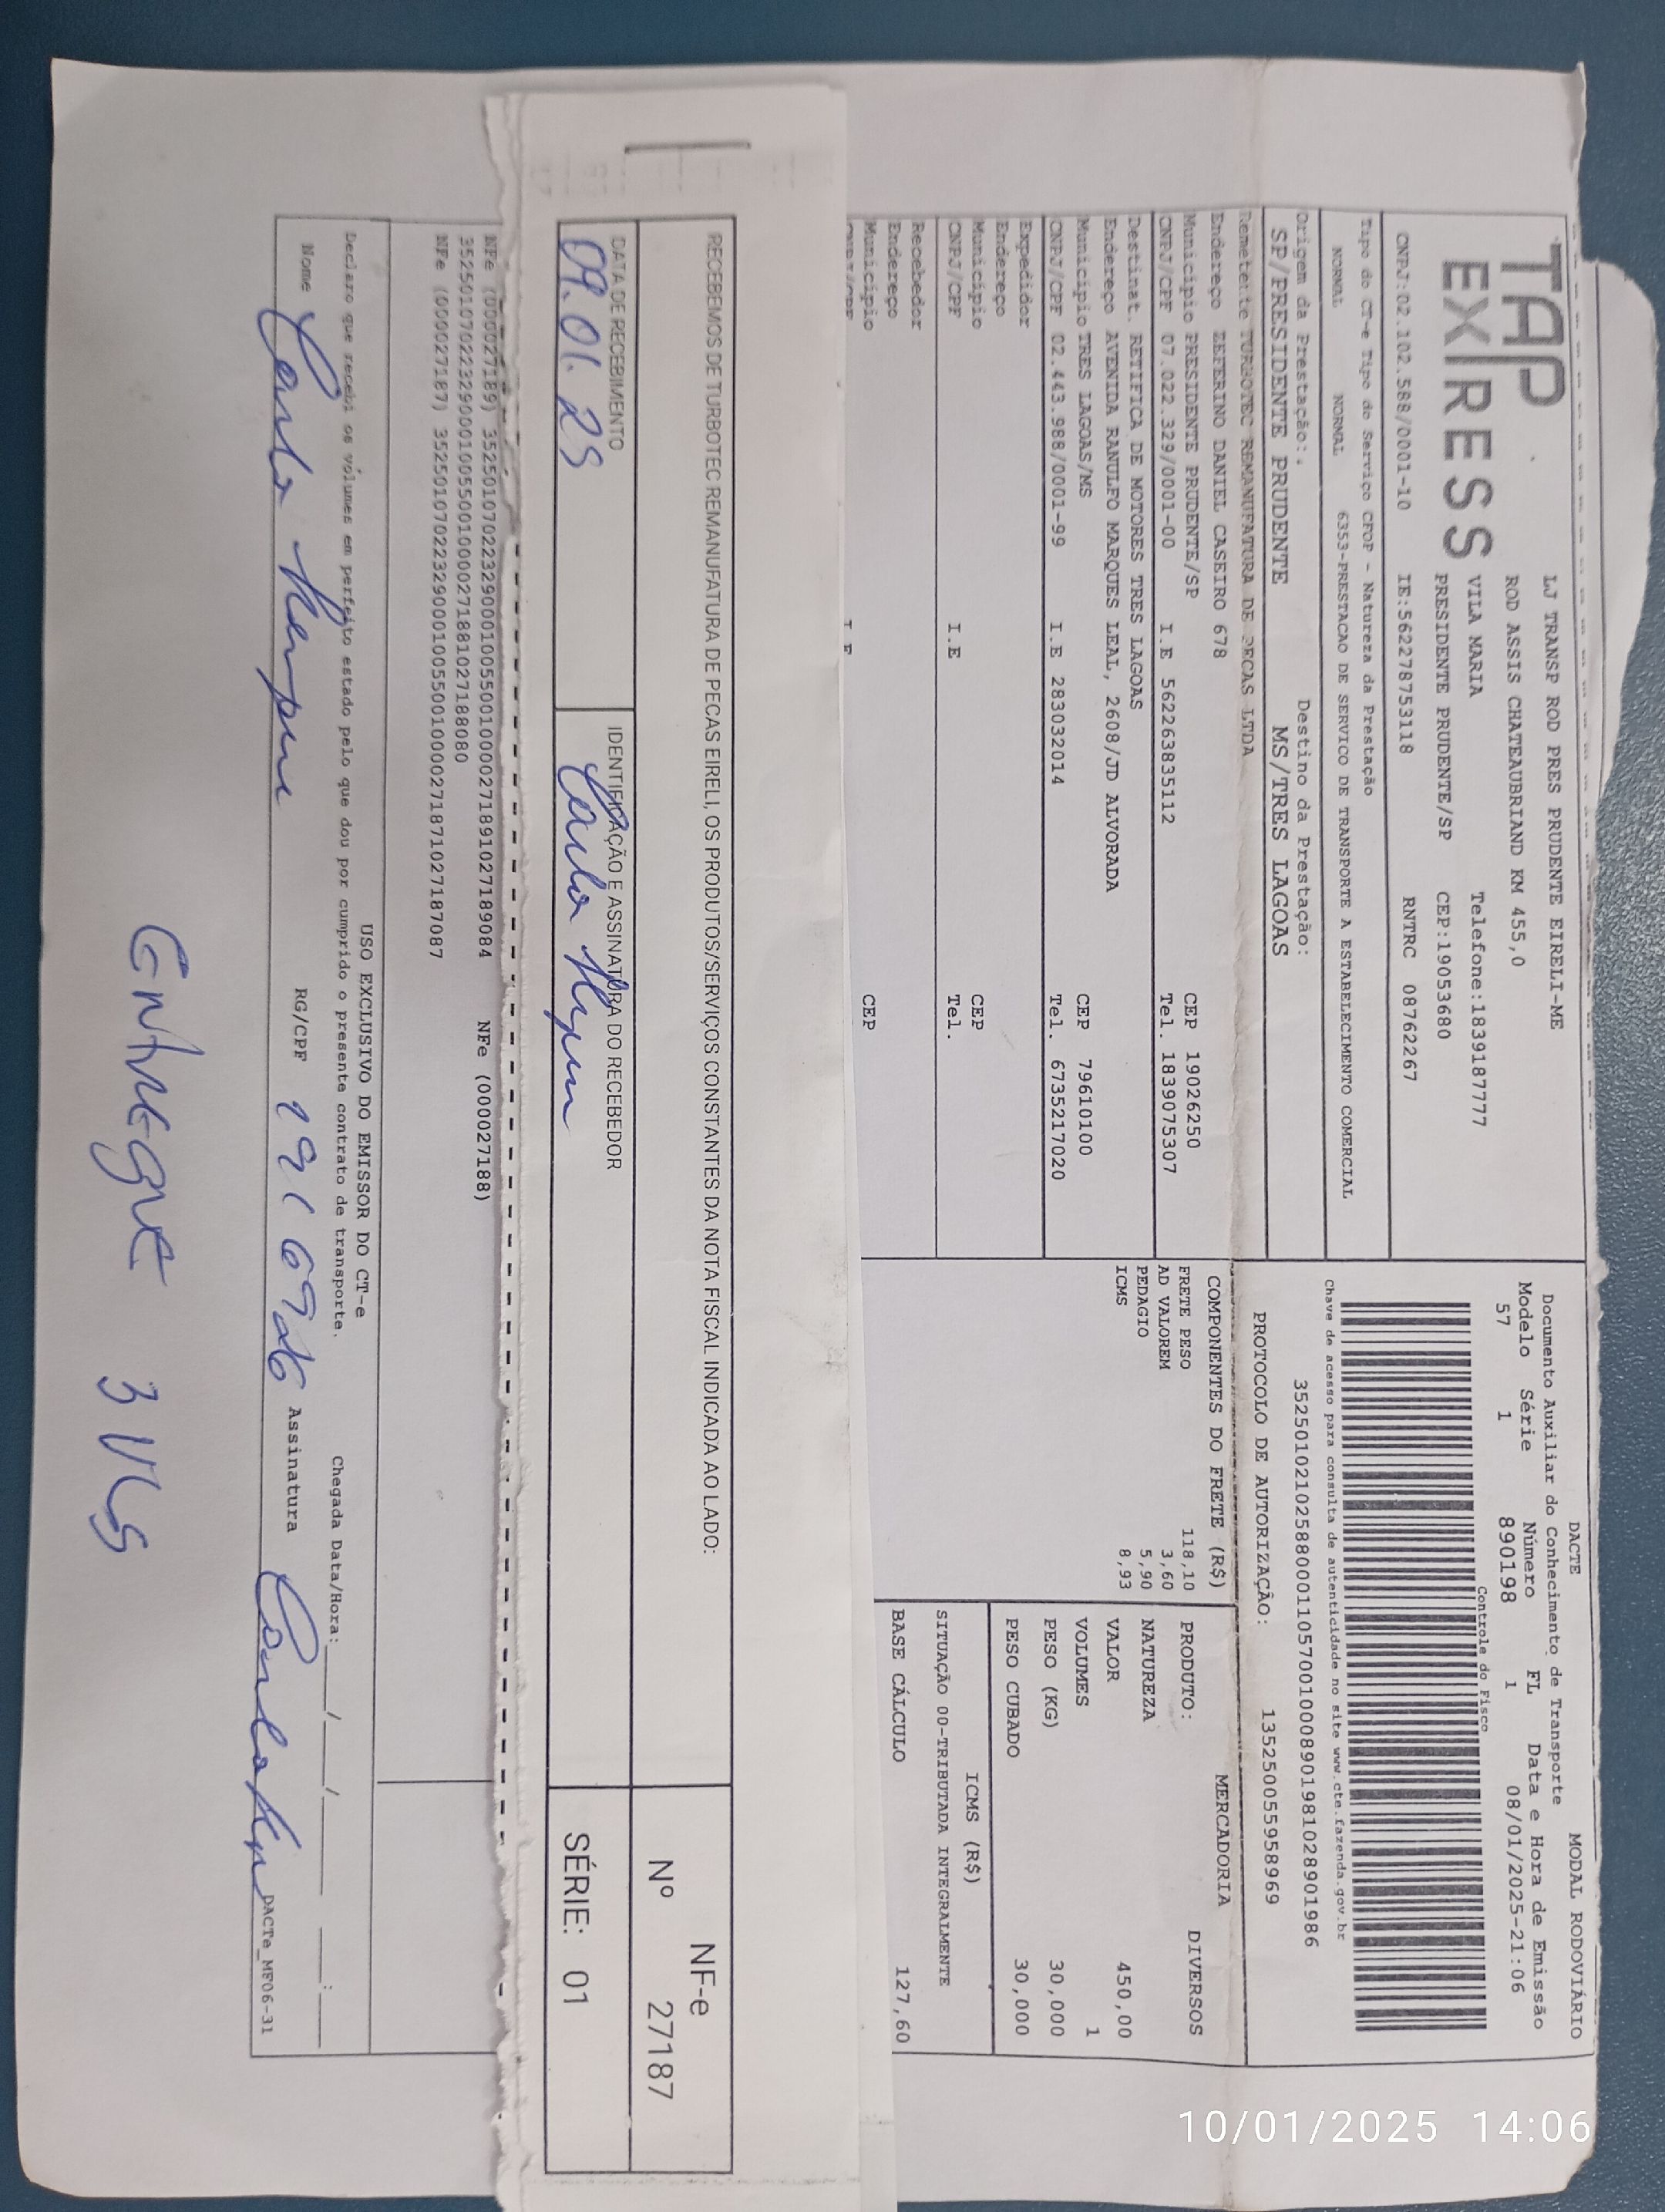 TAP
EXPRESS
LJ TRANSP ROD PRES PRUDENTE EIRELI-ME
ROD ASSIS CHATEAUBRIAND KM 455,0
VILA MARIA Telefone:1839187777
PRESIDENTE PRUDENTE/SP CEP:19053680
CNPJ:02.102.588/0001-10 IE:562278753118 RNTRC 08762267
DACTE MODAL RODOVIÁRIO
Documento Auxiliar do Conhecimento de Transporte
Modelo Série Número FL Data e Hora de Emissão
57 1 890198 1 08/01/2025-21:06
Controle do Fisco
Tipo do CT-e Tipo do Serviço CFOP - Natureza da Prestação
NORMAL NORMAL 6353-PRESTACAO DE SERVICO DE TRANSPORTE A ESTABELECIMENTO COMERCIAL
Chave de acesso para consulta de autenticidade no site www.cte.fazenda.gov.br
35250102102588000110570010008901981028901986
Origem da Prestação:. Destino da Prestação:
SP/PRESIDENTE PRUDENTE MS/TRES LAGOAS
PROTOCOLO DE AUTORIZAÇÃO: 135250055958969
Remetente TURBOTEC REMANUFATURA DE PECAS LTDA
Endereço ZEFERINO DANIEL CASEIRO 678
Município PRESIDENTE PRUDENTE/SP CEP 19026250
CNPJ/CPF 07.022.329/0001-00 I.E 562263835112 Tel. 1839075307
Destinat. RETIFICA DE MOTORES TRES LAGOAS
Endereço AVENIDA RANULFO MARQUES LEAL, 2608/JD ALVORADA
Município TRES LAGOAS/MS CEP 79610100
CNPJ/CPF 02.443.988/0001-99 I.E 283032014 Tel. 6735217020
Expedidor
Endereço
Município CEP
CNPJ/CPF I.E Tel.
Recebedor
Endereço
Município CEP
CNPJ/CPF I.E
COMPONENTES DO FRETE (R$)
FRETE PESO 118,10
AD VALOREM 3,60
PEDAGIO 5,90
ICMS 8,93
MERCADORIA
PRODUTO: DIVERSOS
NATUREZA
VALOR 450,00
VOLUMES 1
PESO (KG) 30,000
PESO CUBADO 30,000
ICMS (R$)
SITUAÇÃO 00-TRIBUTADA INTEGRALMENTE
BASE CÁLCULO 127,60
RECEBEMOS DE TURBOTEC REMANUFATURA DE PECAS EIRELI, OS PRODUTOS/SERVIÇOS CONSTANTES DA NOTA FISCAL INDICADA AO LADO:
NF-e
Nº 27187
SÉRIE: 01
DATA DE RECEBIMENTO IDENTIFICAÇÃO E ASSINATURA DO RECEBEDOR
09.01.25
NFe (000027189) 35250107022329000100550010000271891027189084 NFe (000027188)
35250107022329000100550010000271881027188080
NFe (000027187) 35250107022329000100550010000271871027187087
USO EXCLUSIVO DO EMISSOR DO CT-e
Declaro que recebi os volumes em perfeito estado pelo que dou por cumprido o presente contrato de transporte. Chegada Data/Hora: / / :
Nome RG/CPF Assinatura
DACTe_MF06-31
Entregue 3 VLS
10/01/2025 14:06